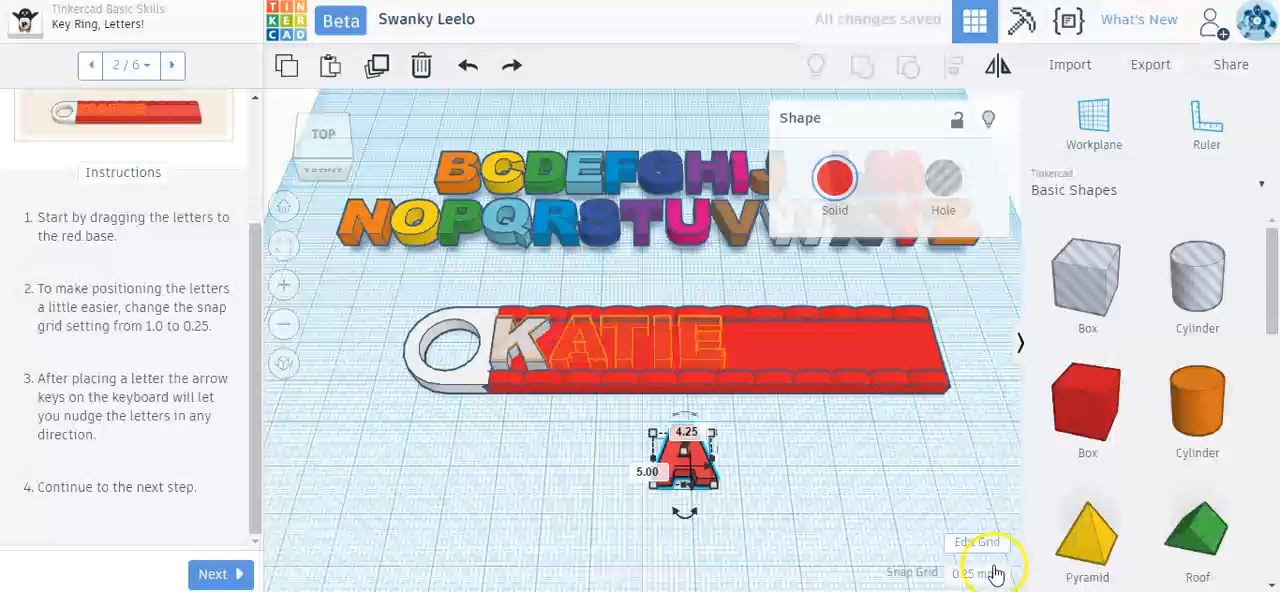 Tinkercad Basic Skills
Key Ring, Letters!
TIN
KER
CAD
Beta
Swanky Leelo
All changes saved
What's New
2 / 6
Import
Export
Share
Instructions
1. Start by dragging the letters to
the red base.
2. To make positioning the letters
a little easier, change the snap
grid setting from 1.0 to 0.25.
3. After placing a letter the arrow
keys on the keyboard will let
you nudge the letters in any
direction.
4. Continue to the next step.
Next
TOP
FRONT
BCDEFGHI
NOPQRSTUVWXYZ
Shape
Solid
Hole
KATIE
4.25
A
5.00
Edit Grid
Snap Grid
0.25
Workplane
Ruler
Tinkercad
Basic Shapes
Box
Cylinder
Box
Cylinder
Pyramid
Roof